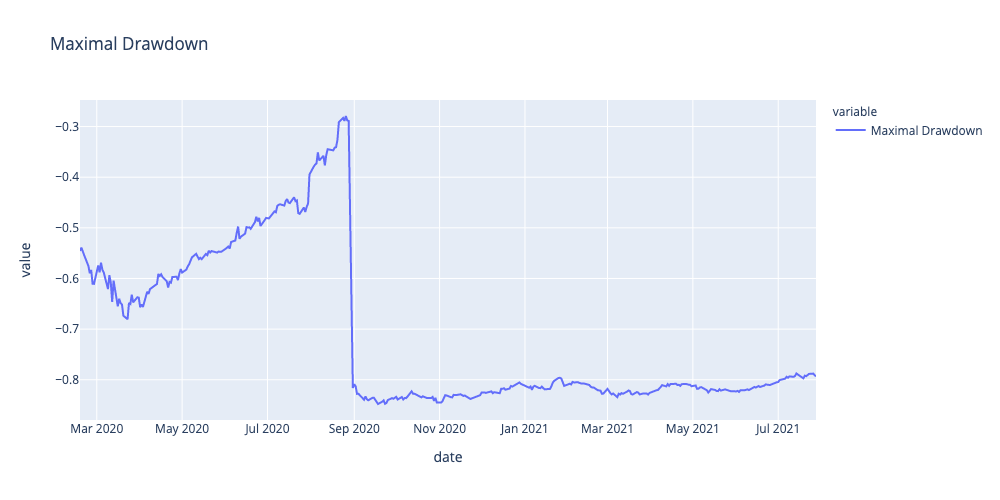 Maximal Drawdown
variable
Maximal Drawdown
−0.3
−0.4
−0.5
−0.6
−0.7
−0.8
value
Mar 2020 May 2020 Jul 2020 Sep 2020 Nov 2020 Jan 2021 Mar 2021 May 2021 Jul 2021
date